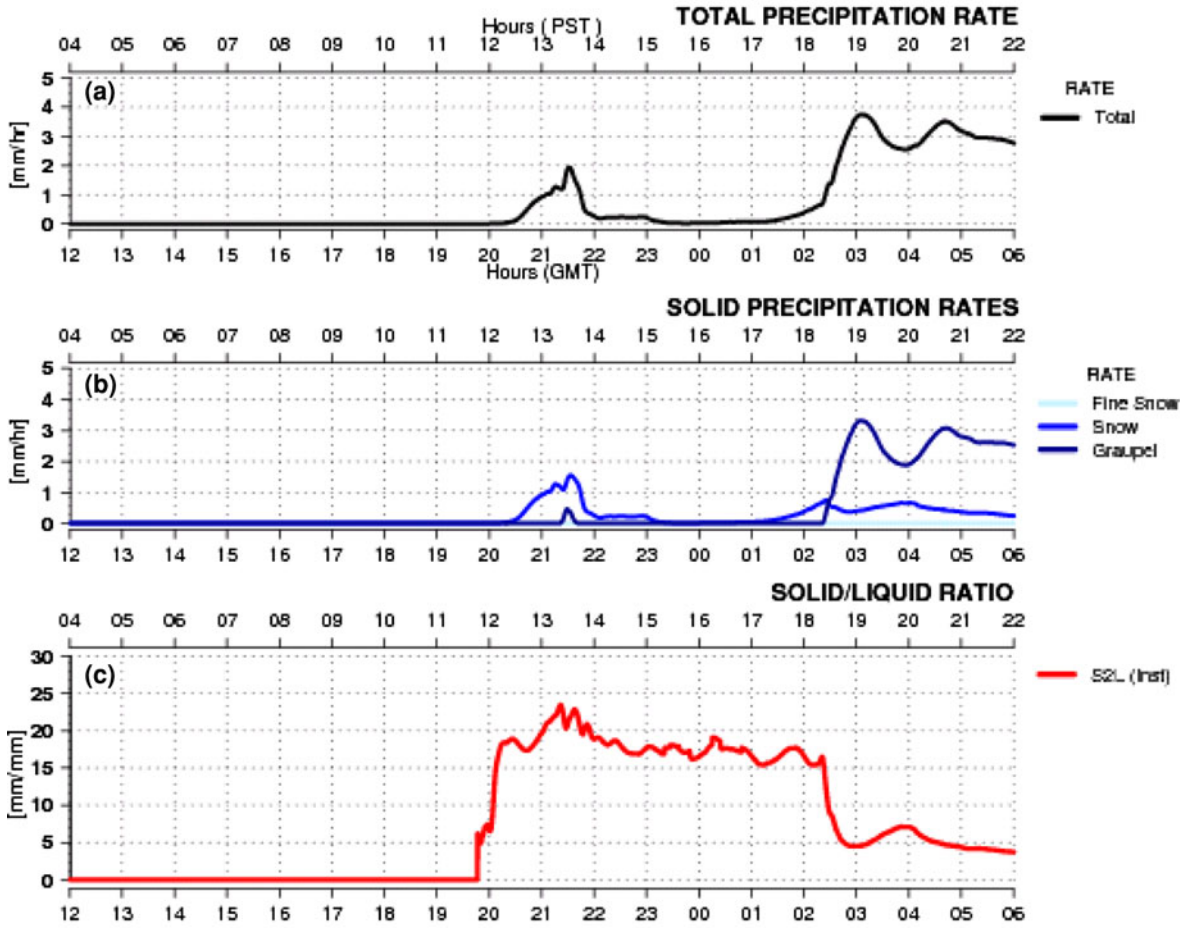 TOTAL PRECIPITATION RATE
Hours ( PST )
04 05 06 07 08 09 10 11 12 13 14 15 16 17 18 19 20 21 22
(a)
5
4
3
2
1
0
[mm/hr]
RATE
Total
12 13 14 15 16 17 18 19 20 21 22 23 00 01 02 03 04 05 06
Hours (GMT)
SOLID PRECIPITATION RATES
04 05 06 07 08 09 10 11 12 13 14 15 16 17 18 19 20 21 22
(b)
5
4
3
2
1
0
[mm/hr]
RATE
Fine Snow
Snow
Graupel
12 13 14 15 16 17 18 19 20 21 22 23 00 01 02 03 04 05 06
SOLID/LIQUID RATIO
04 05 06 07 08 09 10 11 12 13 14 15 16 17 18 19 20 21 22
(c)
30
25
20
15
10
5
0
[mm/mm]
S2L (Inst)
12 13 14 15 16 17 18 19 20 21 22 23 00 01 02 03 04 05 06